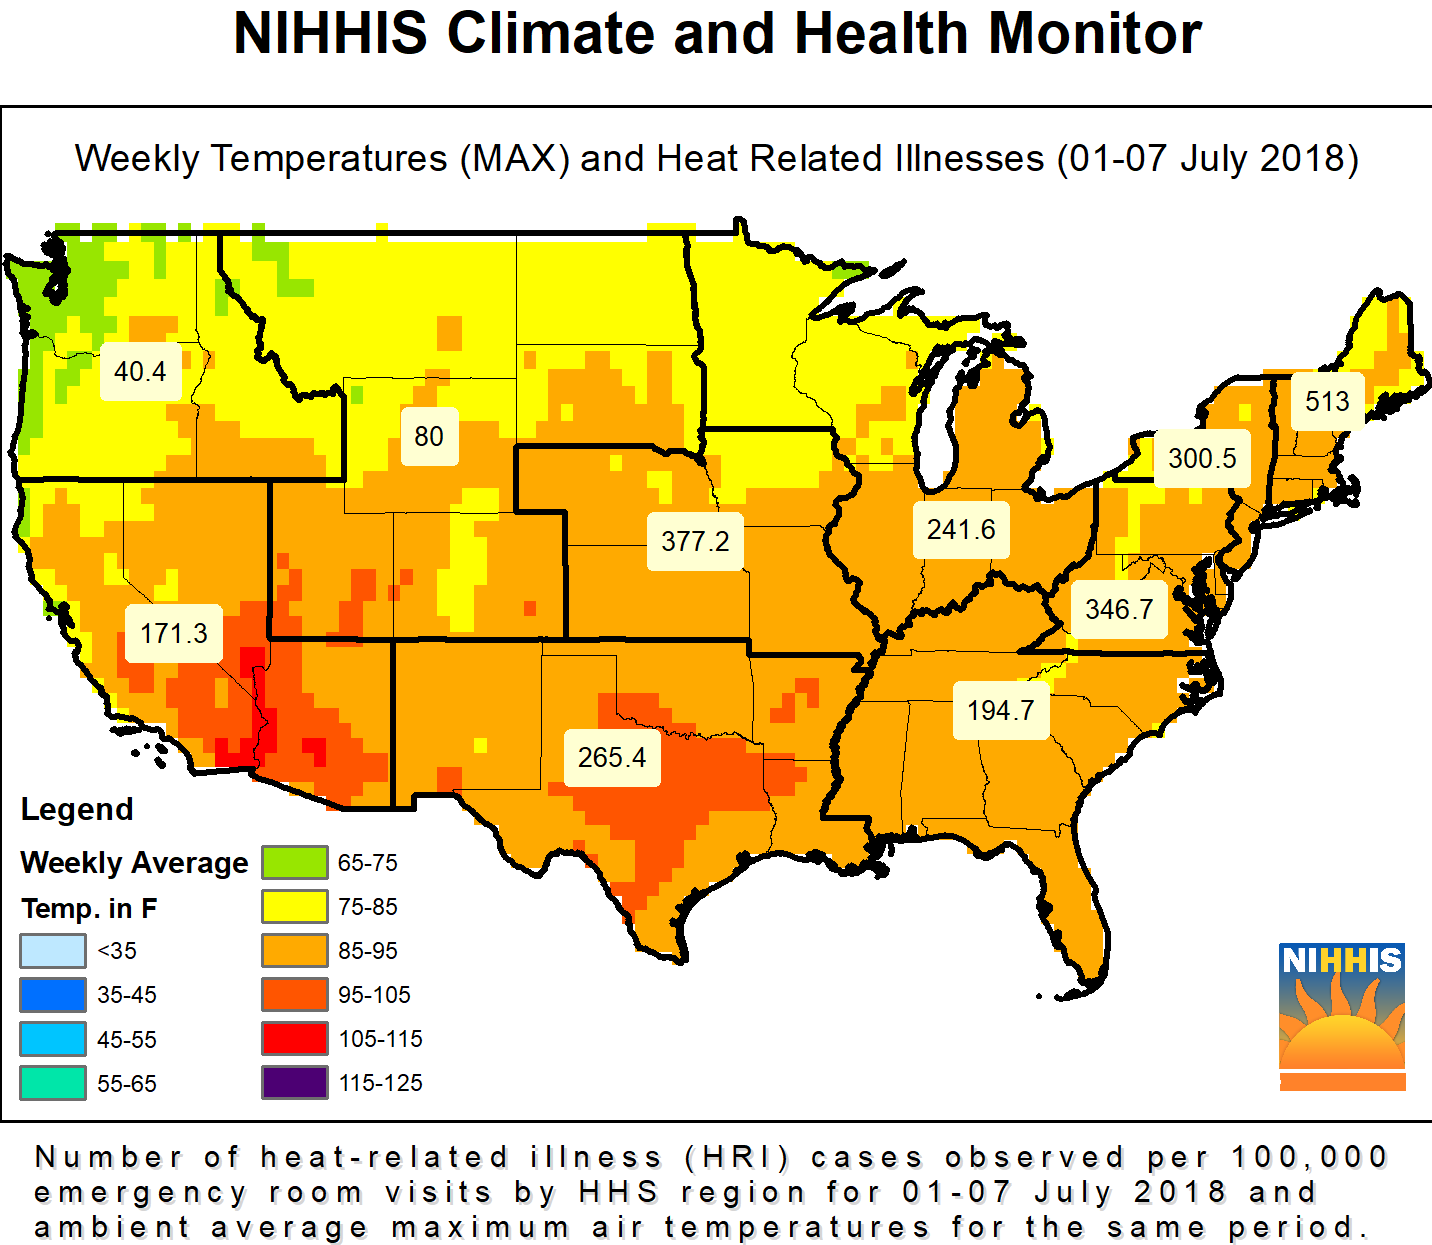 NIHHIS Climate and Health Monitor
Weekly Temperatures (MAX) and Heat Related Illnesses (01-07 July 2018)
40.4
80
513
300.5
377.2
241.6
346.7
171.3
194.7
265.4
Legend
Weekly Average
Temp. in F
<35
35-45
45-55
55-65
65-75
75-85
85-95
95-105
105-115
115-125
NIHHIS
Number of heat-related illness (HRI) cases observed per 100,000
emergency room visits by HHS region for 01-07 July 2018 and
ambient average maximum air temperatures for the same period.